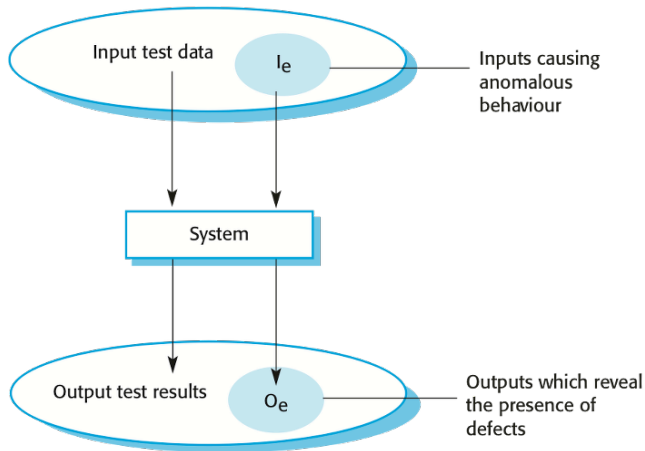 Input test data
Ie
Inputs causing
anomalous
behaviour
System
Output test results
Oe
Outputs which reveal
the presence of
defects